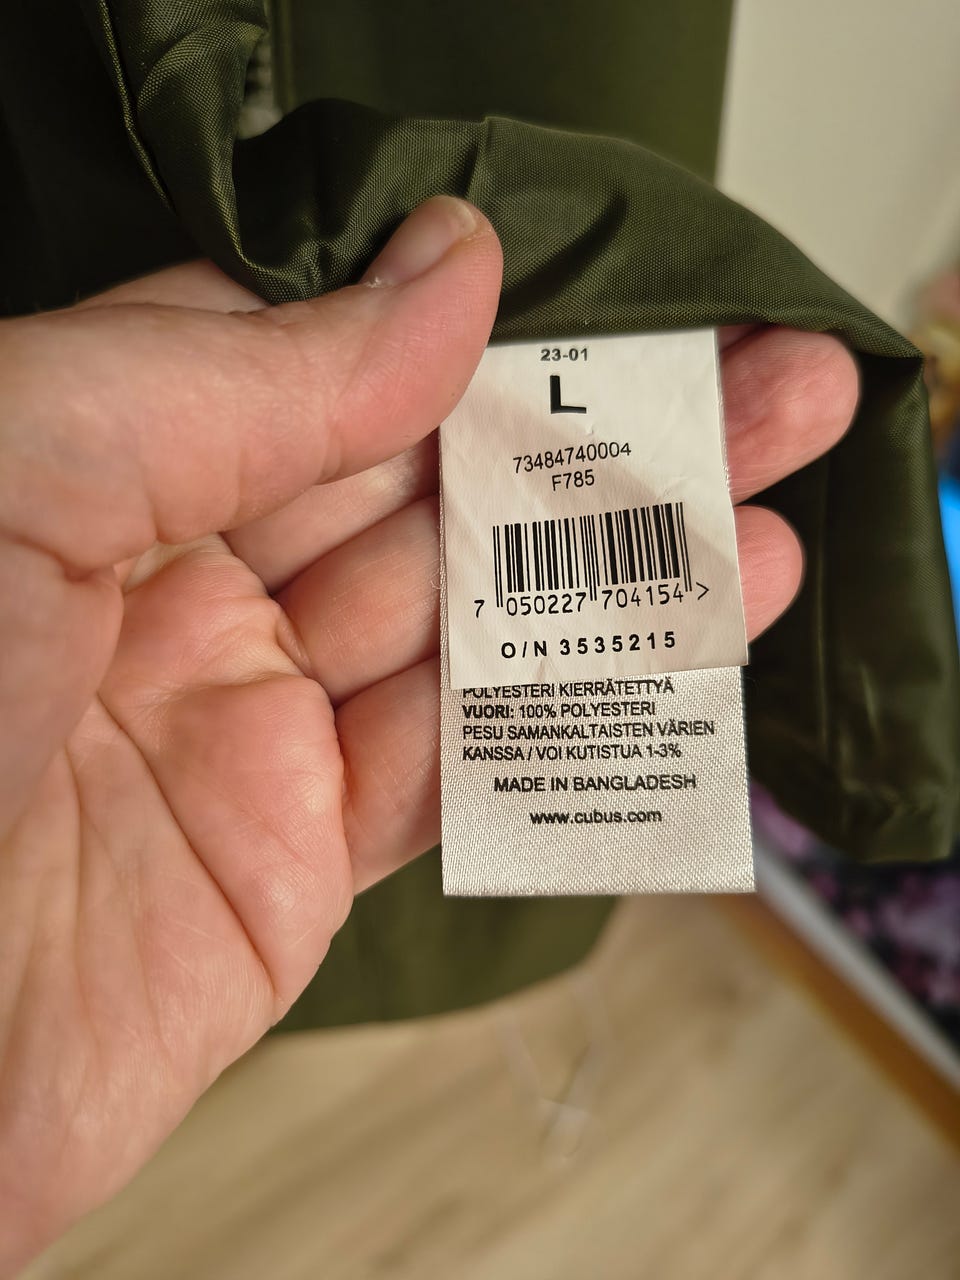 23-01
L
73484740004
F785
7 050227 704154 >
O/N 3535215
POLYESTERI KIERRÄTETTYÄ
VUORI: 100% POLYESTERI
PESU SAMANKALTAISTEN VÄRIEN
KANSSA / VOI KUTISTUA 1-3%
MADE IN BANGLADESH
www.cubus.com